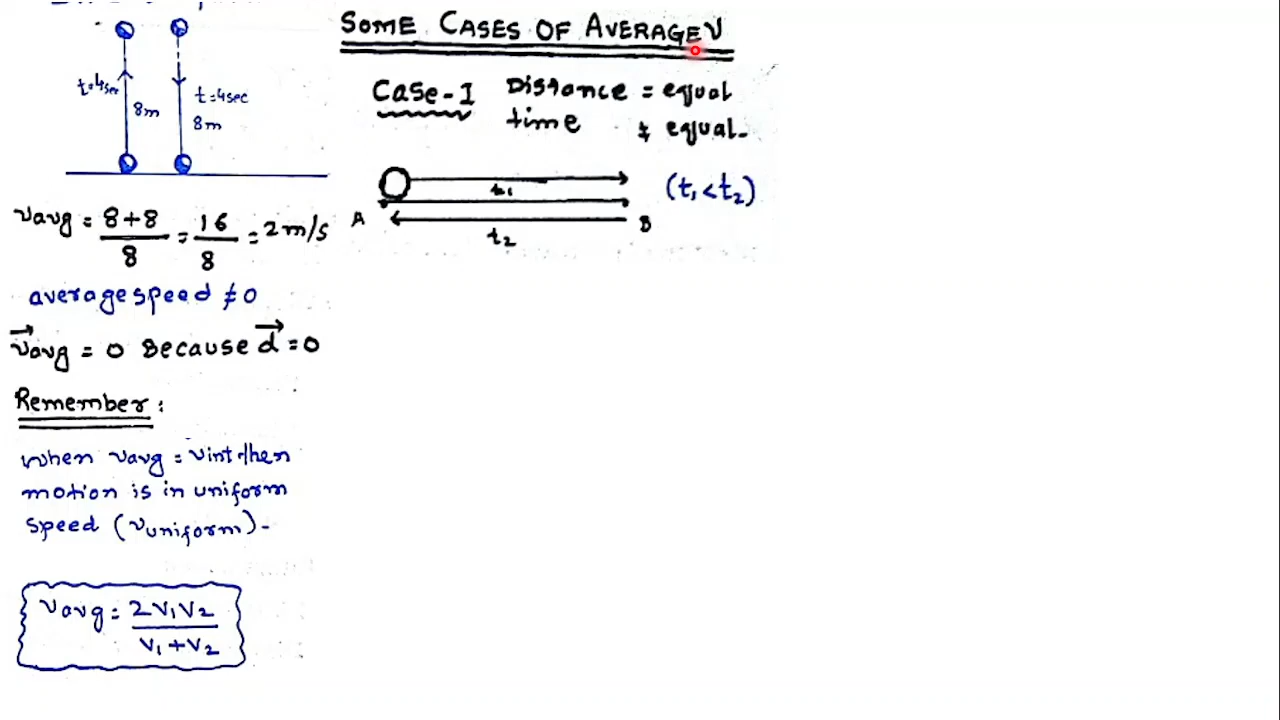 t=4sec
8m
t=4sec
8m
vavg = 8+8/8 = 16/8 = 2m/s
average speed ≠ 0
v⃗avg = 0 Because d⃗ = 0
Remember :
When vavg = vint then
motion is in uniform
speed (vuniform)-
vavg = 2V1V2/V1+V2
SOME CASES OF AVERAGE V
Case-I Distance = equal
time ≠ equal-
t1
(t1<t2)
A B
t2